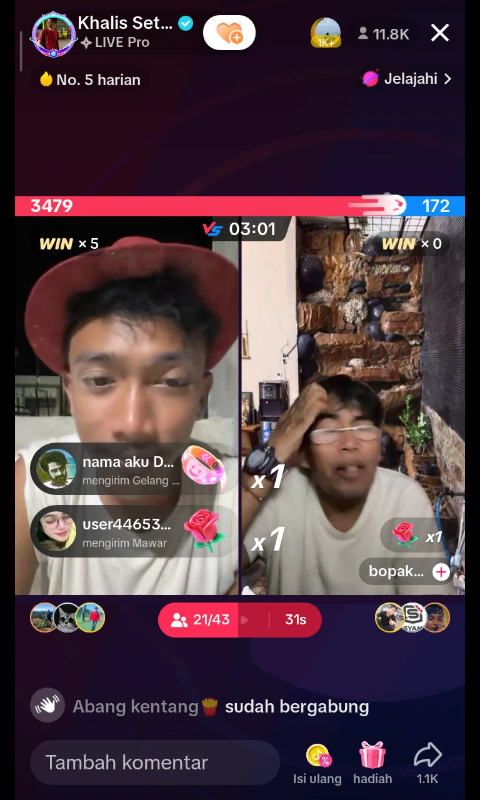 Khalis Set...
LIVE Pro
1K+
11.8K
No. 5 harian
Jelajahi
3479
172
VS 03:01
WIN × 5
WIN × 0
nama aku D...
mengirim Gelang ...
x1
user44653...
mengirim Mawar
x1
x1
bopak...
21/43
31s
SYAM
Abang kentang🍟 sudah bergabung
Tambah komentar
Isi ulang
hadiah
1.1K